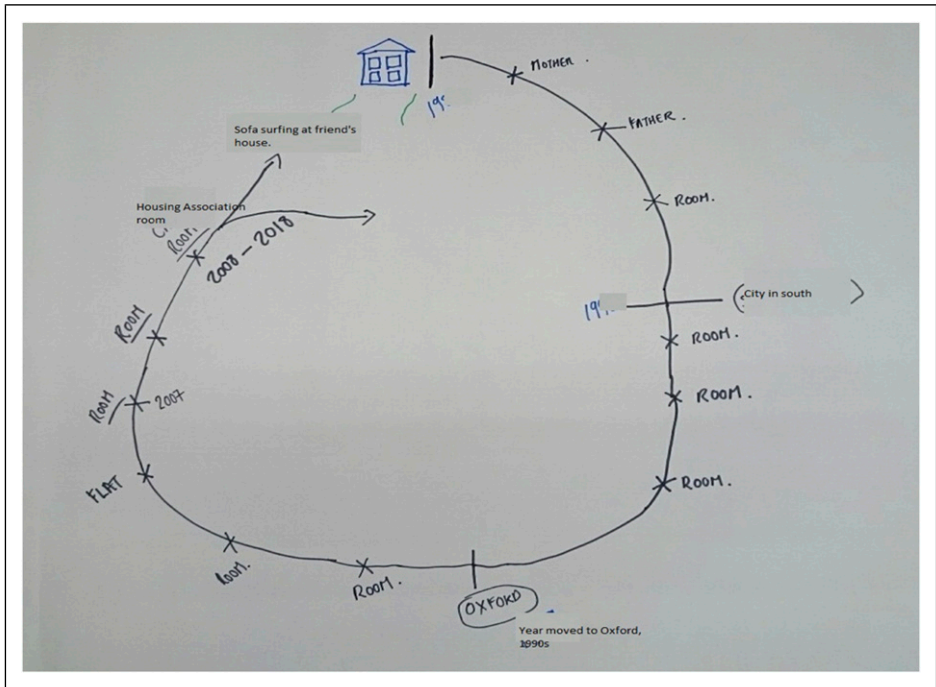 MOTHER.
FATHER.
ROOM.
City in south
ROOM.
ROOM.
ROOM.
OXFORD
Year moved to Oxford,
1990s
ROOM.
ROOM.
FLAT
ROOM
2007
ROOM
ROOM
2008-2018
Housing Association
room
Sofa surfing at friend's
house.